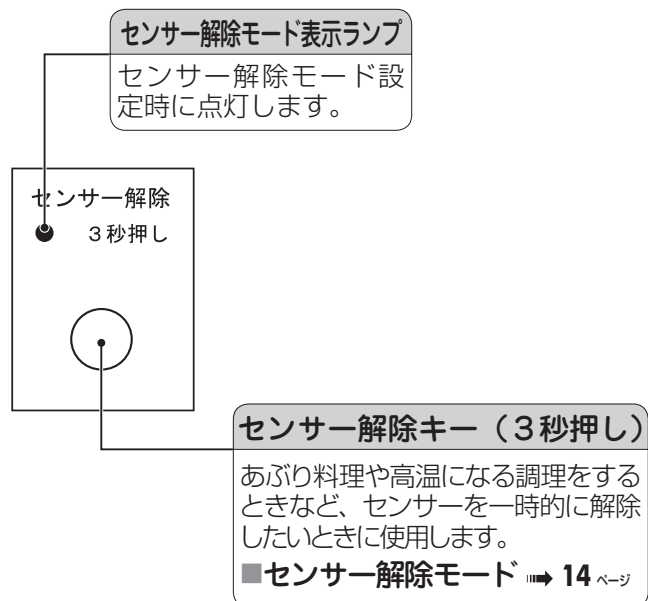 センサー解除モード表示ランプ
センサー解除モード設
定時に点灯します。
センサー解除
3秒押し
センサー解除キー（3秒押し）
あぶり料理や高温になる調理をする
ときなど、センサーを一時的に解除
したいときに使用します。
■センサー解除モード ➡ 14 ページ